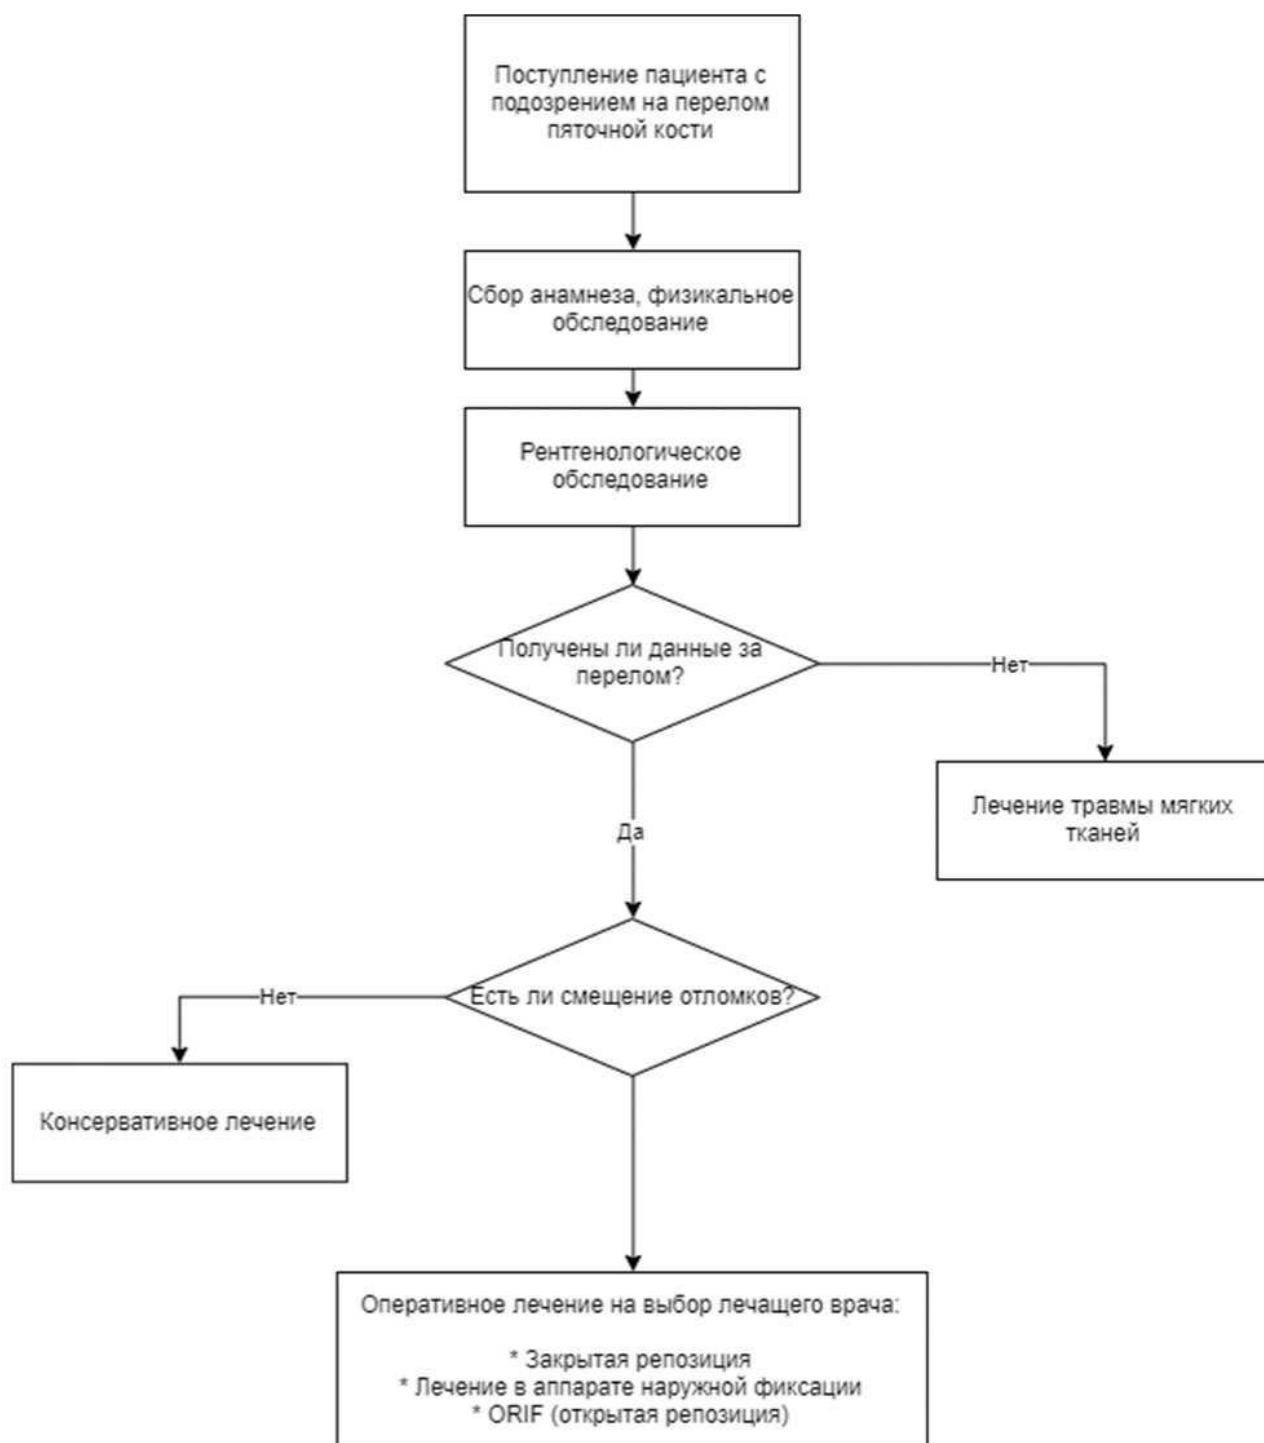 Поступление пациента с
подозрением на перелом
пяточной кости
Сбор анамнеза, физикальное
обследование
Рентгенологическое
обследование
Получены ли данные за
перелом?
Нет
Лечение травмы мягких
тканей
Да
Есть ли смещение отломков?
Нет
Консервативное лечение
Оперативное лечение на выбор лечащего врача:
* Закрытая репозиция
* Лечение в аппарате наружной фиксации
* ORIF (открытая репозиция)